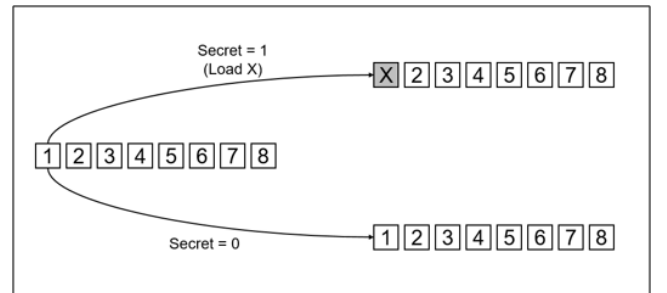 Secret = 1
(Load X)
X 2 3 4 5 6 7 8
1 2 3 4 5 6 7 8
Secret = 0
1 2 3 4 5 6 7 8